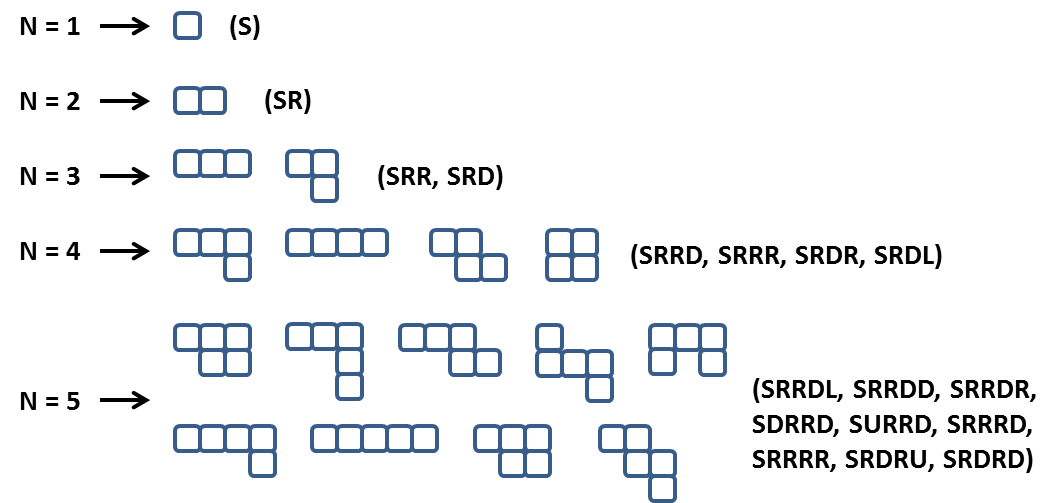 N = 1 (S)
N = 2 (SR)
N = 3 (SRR, SRD)
N = 4 (SRRD, SRRR, SRDR, SRDL)
N = 5 (SRRDL, SRRDD, SRRDR,
SDRRD, SURRD, SRRRD,
SRRRR, SRDRU, SRDRD)